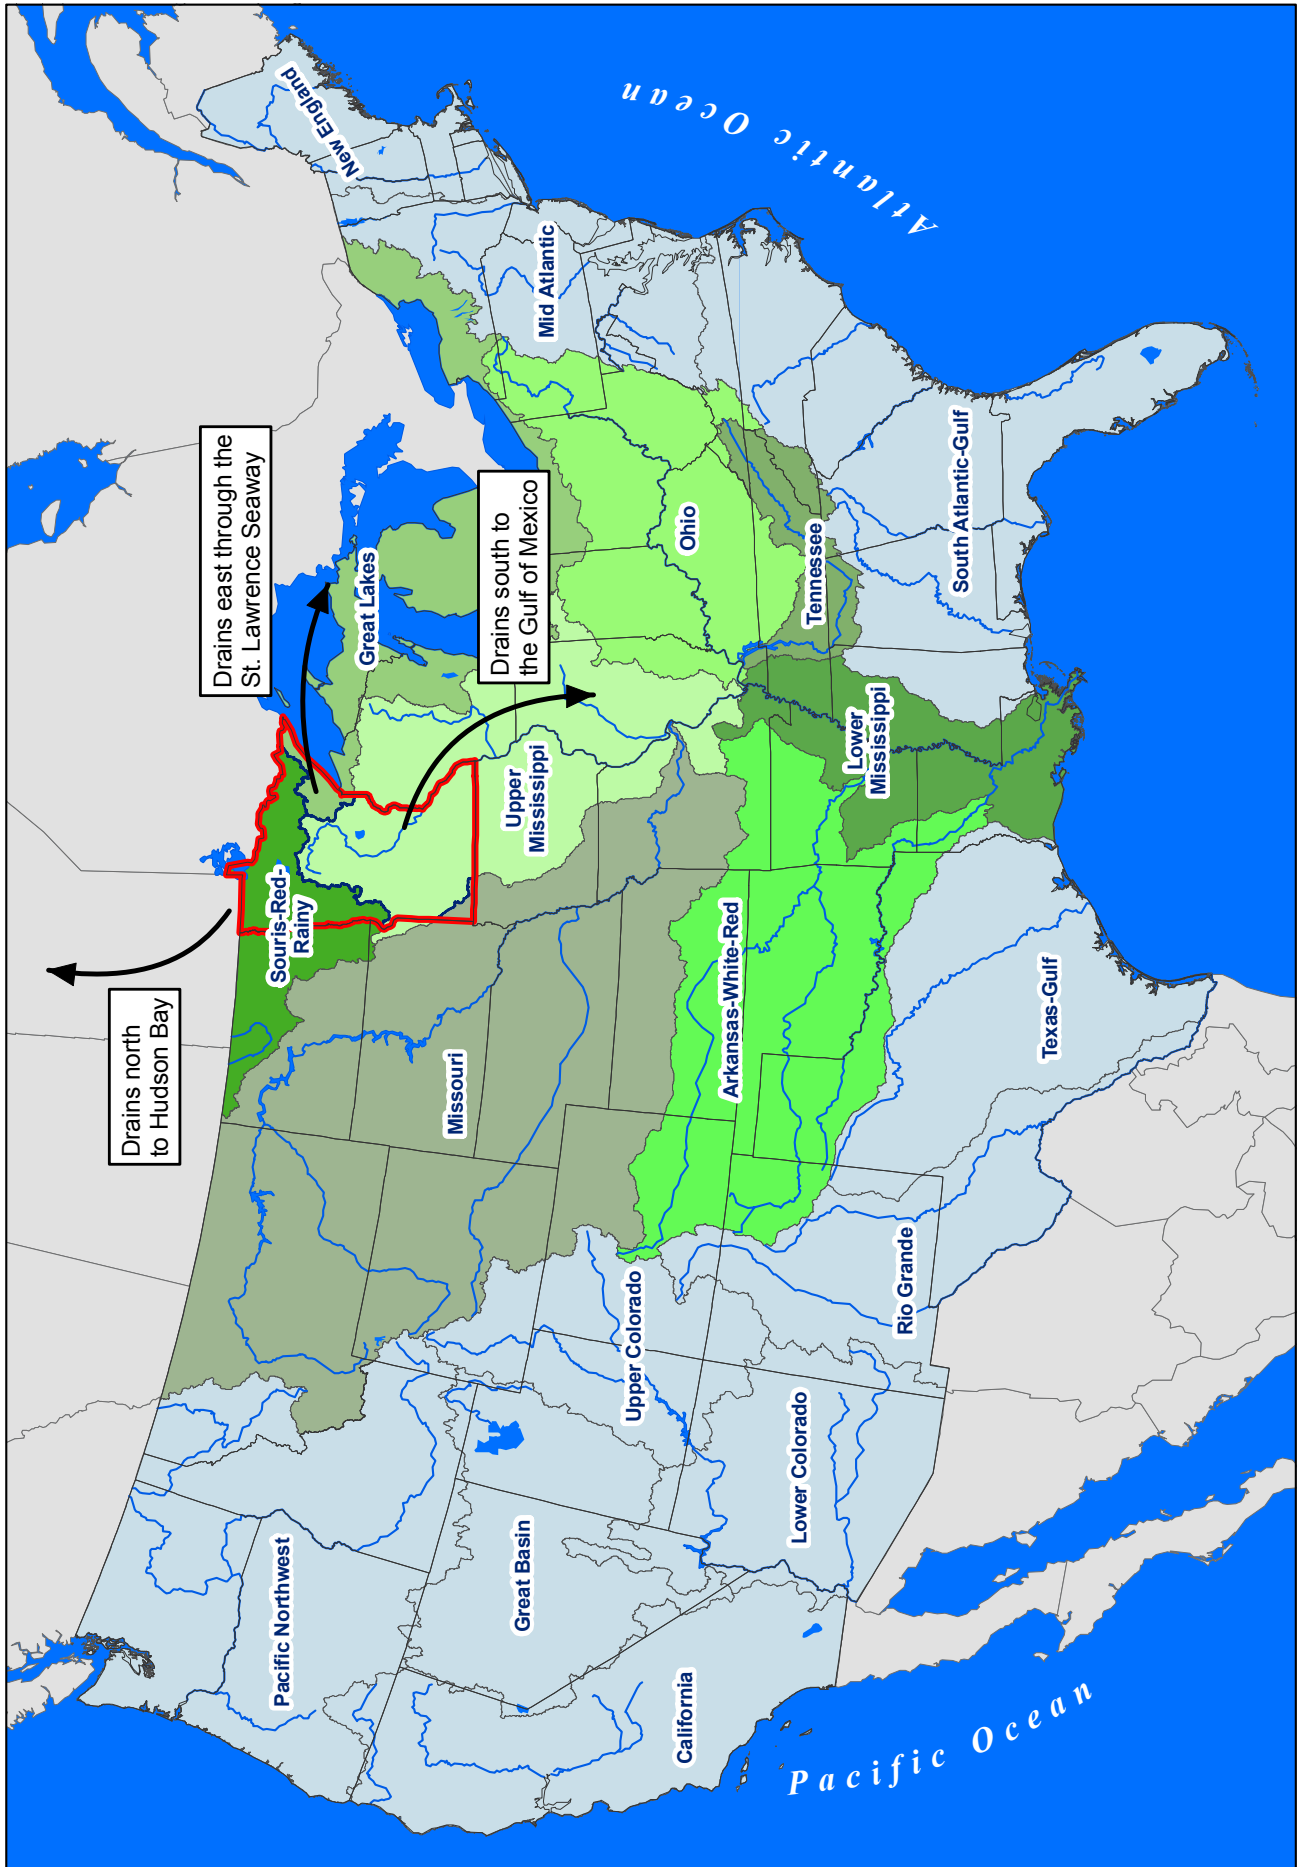 Drains north
to Hudson Bay
Drains east through the
St. Lawrence Seaway
Drains south to
the Gulf of Mexico
Pacific Northwest
Souris-Red-
Rainy
Great Lakes
New England
Missouri
Upper
Mississippi
Great Basin
Mid Atlantic
Upper Colorado
Ohio
California
Arkansas-White-Red
Lower Colorado
Tennessee
Lower
Mississippi
Rio Grande
South Atlantic-Gulf
Texas-Gulf
Atlantic Ocean
Pacific Ocean